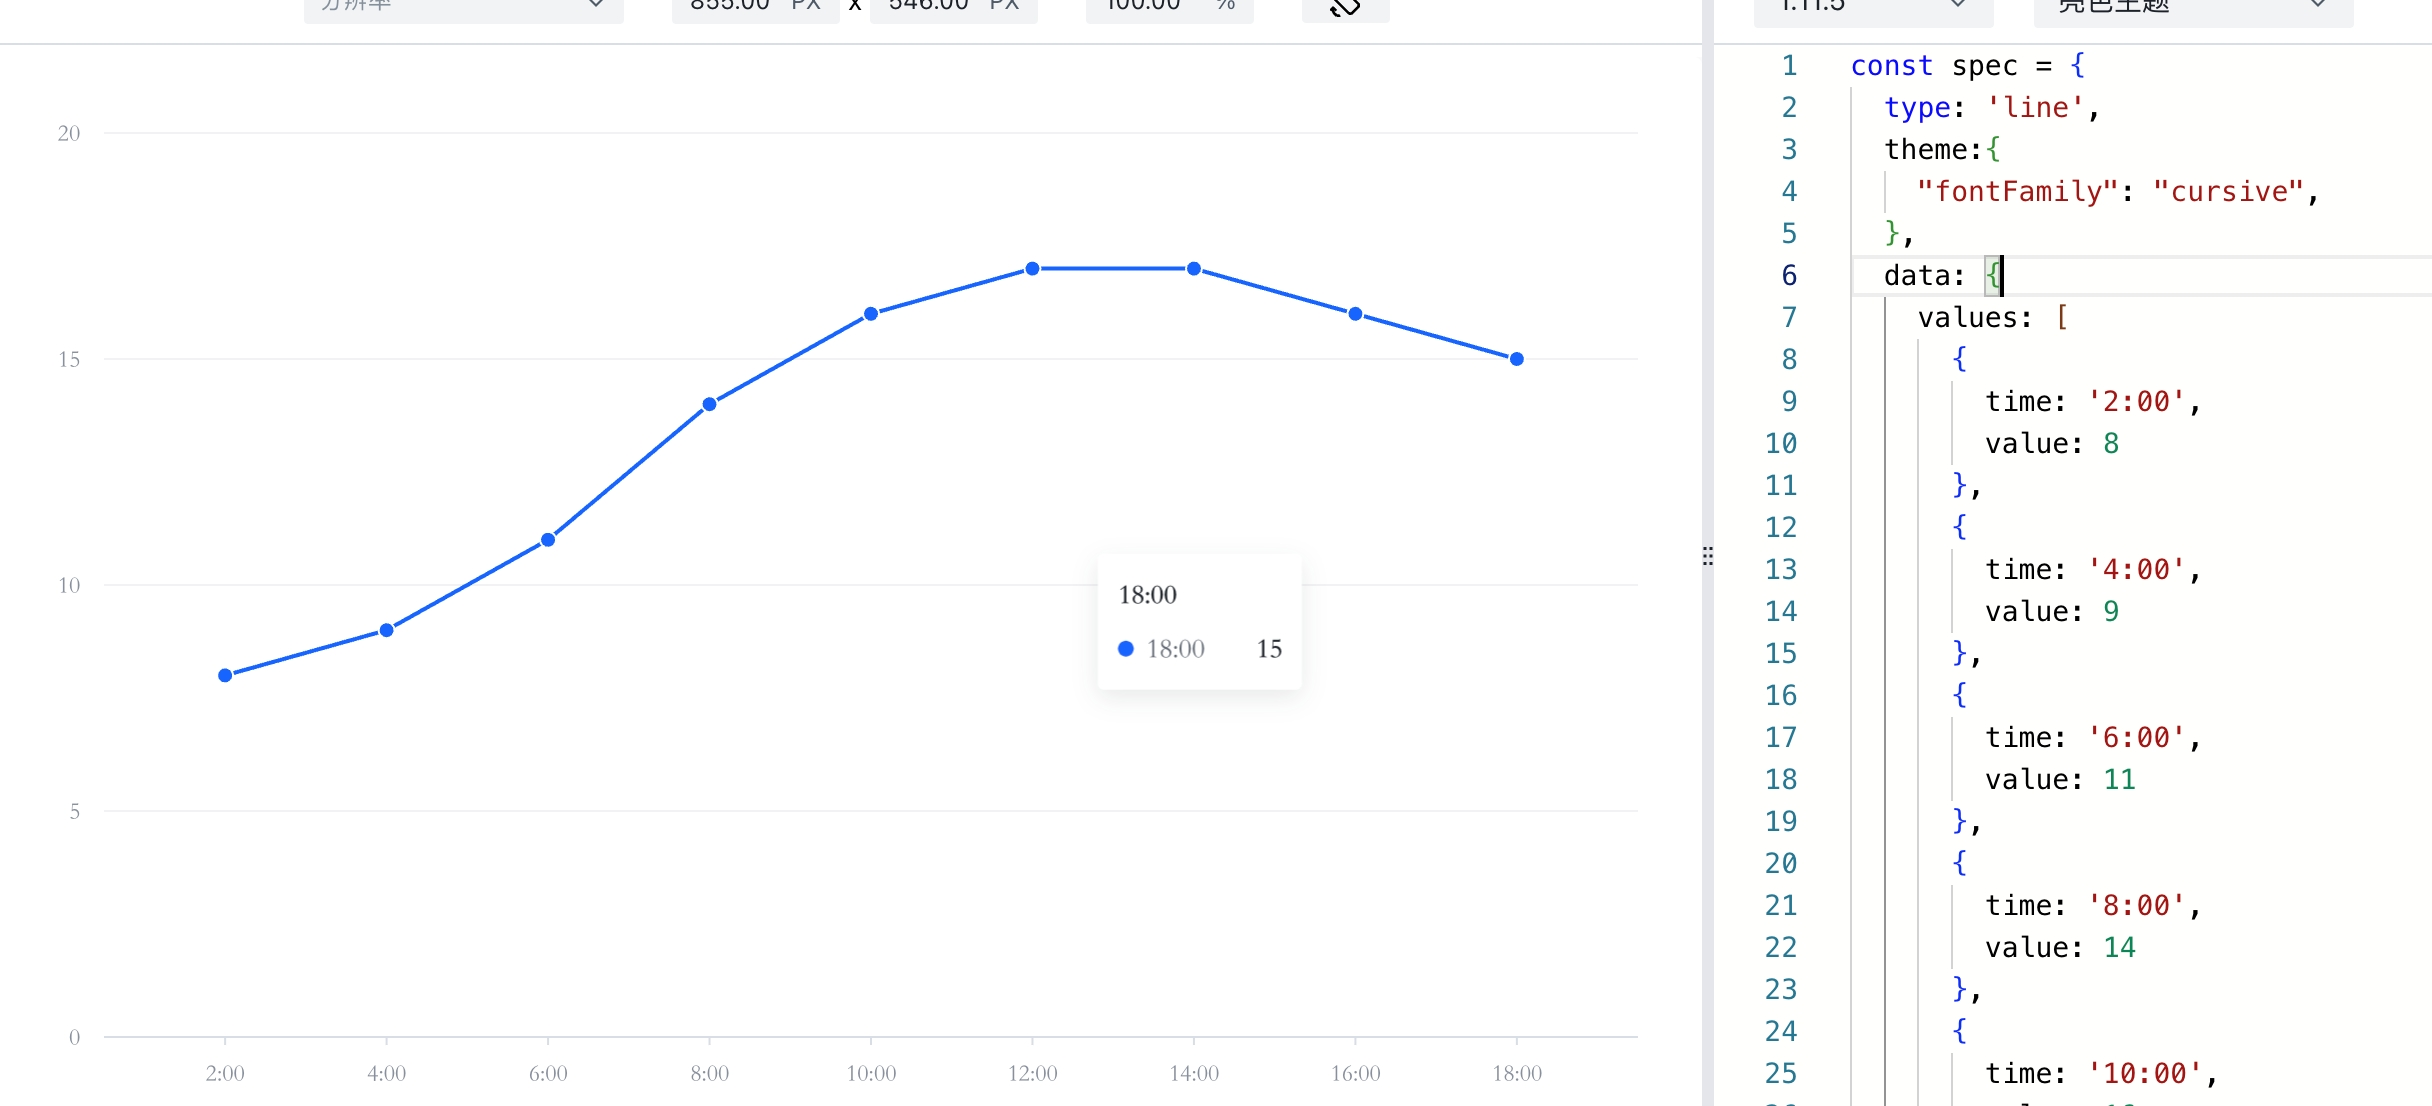 分辨率 855.00 PX x 546.00 PX 100.00 %
1.11.5 亮色主题
20
15
10
5
0
2:00 4:00 6:00 8:00 10:00 12:00 14:00 16:00 18:00
18:00
18:00 15
1 const spec = {
2 type: 'line',
3 theme:{
4 "fontFamily": "cursive",
5 },
6 data: {
7 values: [
8 {
9 time: '2:00',
10 value: 8
11 },
12 {
13 time: '4:00',
14 value: 9
15 },
16 {
17 time: '6:00',
18 value: 11
19 },
20 {
21 time: '8:00',
22 value: 14
23 },
24 {
25 time: '10:00',